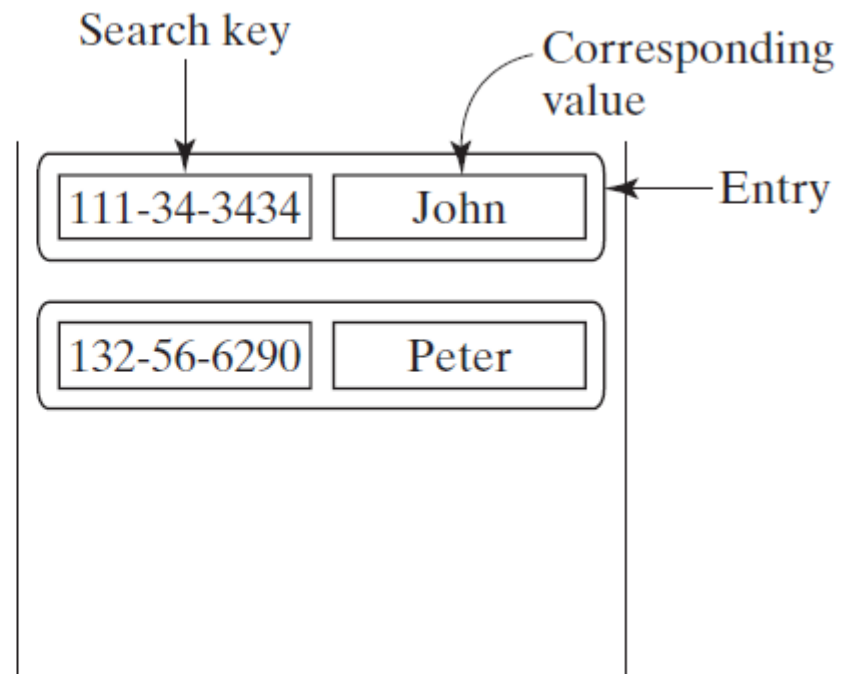 Search key
Corresponding
value
111-34-3434 John
Entry
132-56-6290 Peter